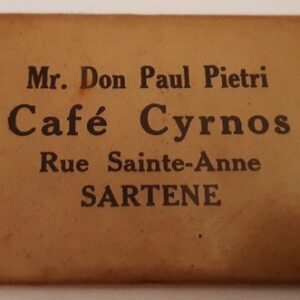 Mr. Don Paul Pietri
Café Cyrnos
Rue Sainte-Anne
SARTENE